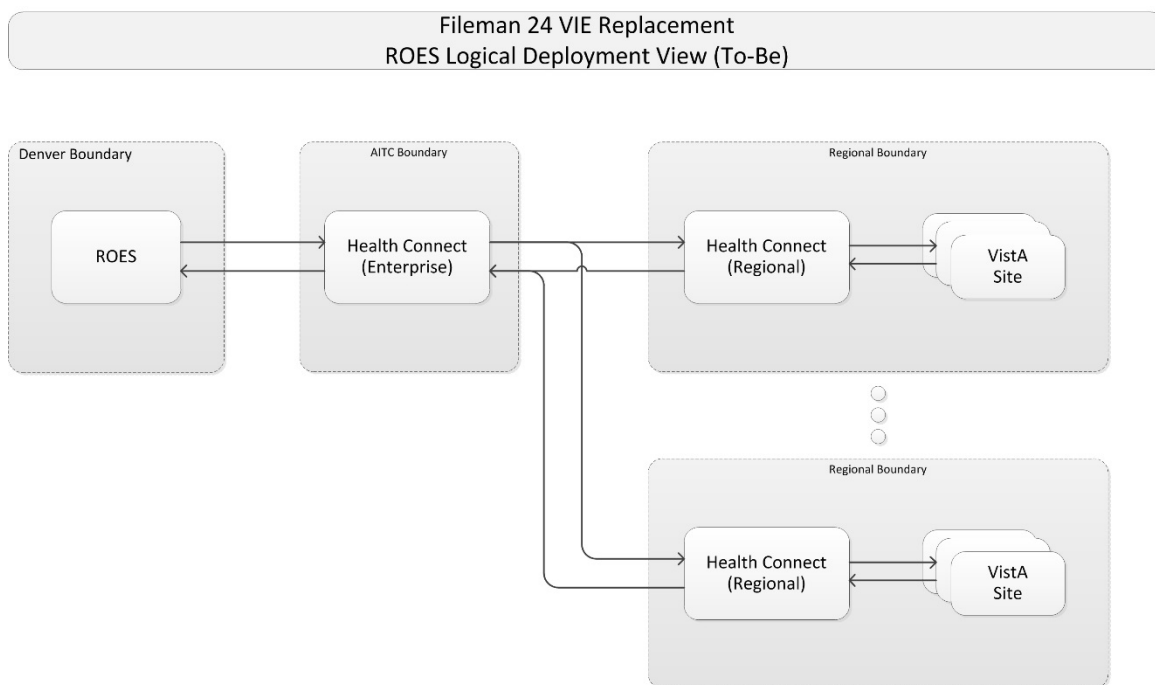 Fileman 24 VIE Replacement
ROES Logical Deployment View (To-Be)
Denver Boundary
ROES
AITC Boundary
Health Connect
(Enterprise)
Regional Boundary
Health Connect
(Regional)
VistA
Site
Regional Boundary
Health Connect
(Regional)
VistA
Site